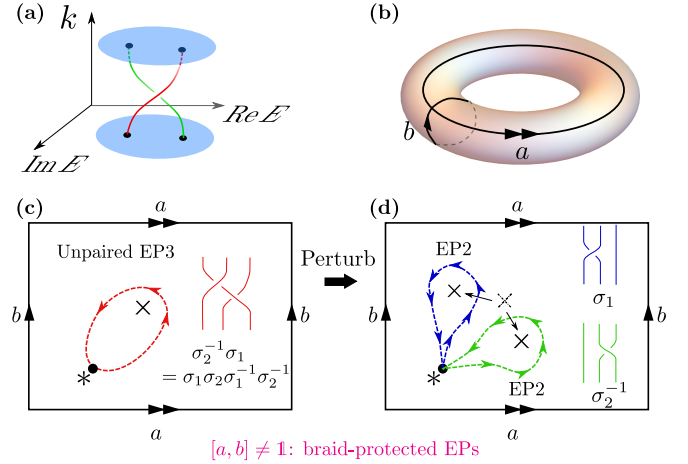 (a)
k
Re E
Im E
(b)
b
a
(c)
a
Unpaired EP3
b
b
σ₂⁻¹σ₁
= σ₁σ₂σ₁⁻¹σ₂⁻¹
*
a
Perturb
(d)
a
EP2
σ₁
b
b
EP2
σ₂⁻¹
*
a
[a, b] ≠ 𝟙: braid-protected EPs